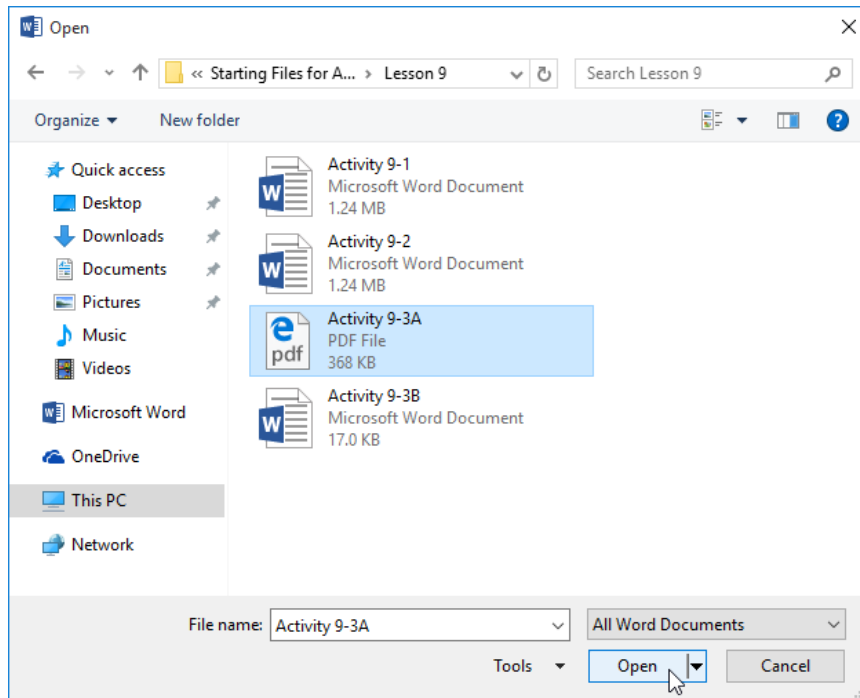 Open
« Starting Files for A... › Lesson 9
Search Lesson 9
Organize
New folder
Quick access
Desktop
Downloads
Documents
Pictures
Music
Videos
Microsoft Word
OneDrive
This PC
Network
Activity 9-1
Microsoft Word Document
1.24 MB
Activity 9-2
Microsoft Word Document
1.24 MB
pdf
Activity 9-3A
PDF File
368 KB
Activity 9-3B
Microsoft Word Document
17.0 KB
File name: Activity 9-3A
All Word Documents
Tools
Open
Cancel